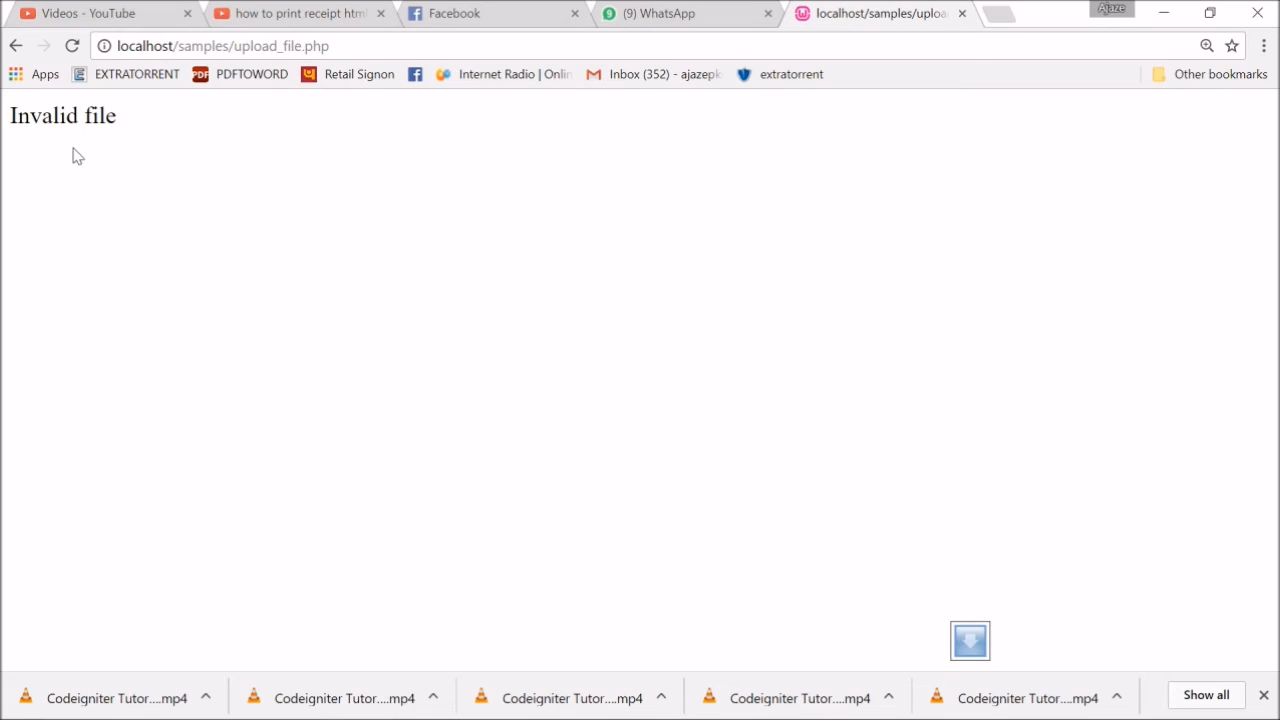 Videos - YouTube
how to print receipt html
Facebook
(9) WhatsApp
localhost/samples/uploa
Ajaze
localhost/samples/upload_file.php
Apps
EXTRATORRENT
PDF
PDFTOWORD
Retail Signon
Internet Radio | Onlin
Inbox (352) - ajazepk
extratorrent
Other bookmarks
Invalid file
Codeigniter Tutor....mp4
Codeigniter Tutor....mp4
Codeigniter Tutor....mp4
Codeigniter Tutor....mp4
Codeigniter Tutor....mp4
Show all